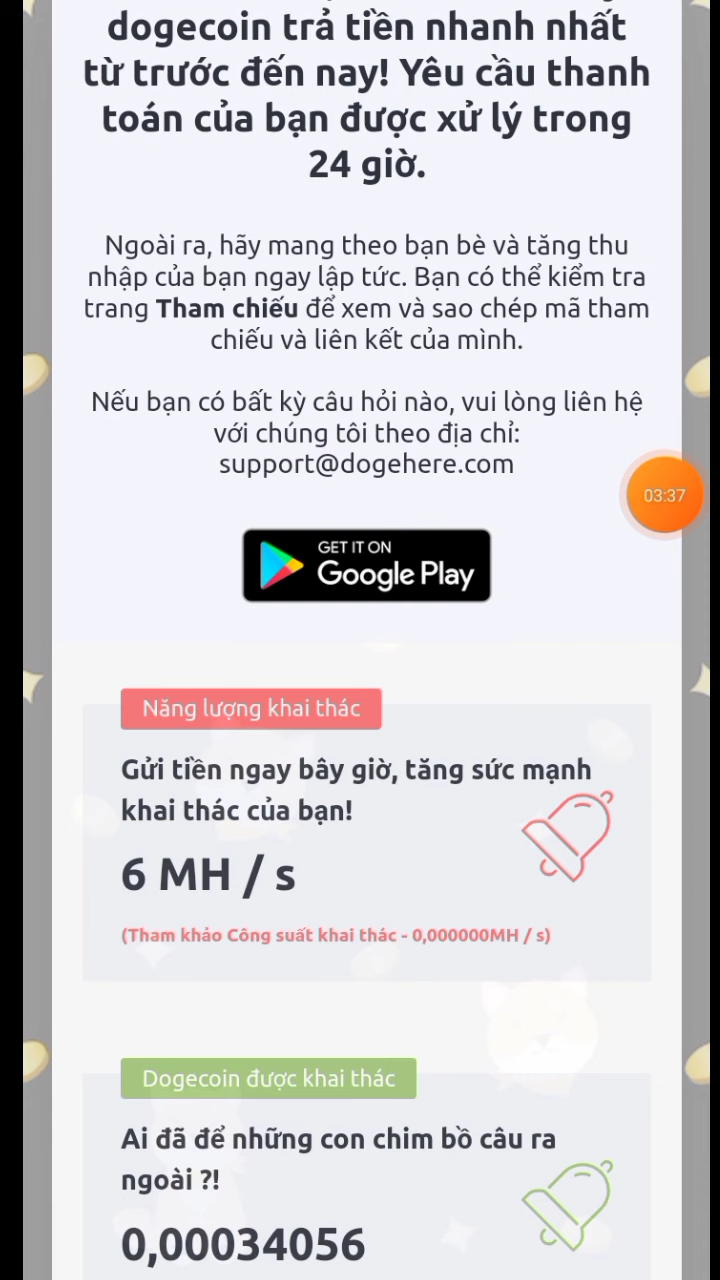 dogecoin trả tiền nhanh nhất
từ trước đến nay! Yêu cầu thanh
toán của bạn được xử lý trong
24 giờ.
Ngoài ra, hãy mang theo bạn bè và tăng thu
nhập của bạn ngay lập tức. Bạn có thể kiểm tra
trang Tham chiếu để xem và sao chép mã tham
chiếu và liên kết của mình.
Nếu bạn có bất kỳ câu hỏi nào, vui lòng liên hệ
với chúng tôi theo địa chỉ:
support@dogehere.com
03:37
GET IT ON
Google Play
Năng lượng khai thác
Gửi tiền ngay bây giờ, tăng sức mạnh
khai thác của bạn!
6 MH / s
(Tham khảo Công suất khai thác - 0,000000MH / s)
Dogecoin được khai thác
Ai đã để những con chim bồ câu ra
ngoài ?!
0,00034056